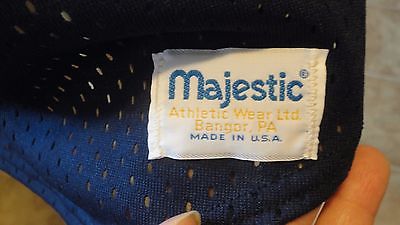 Majestic®
Athletic Wear Ltd.
Bangor, PA
MADE IN U.S.A.